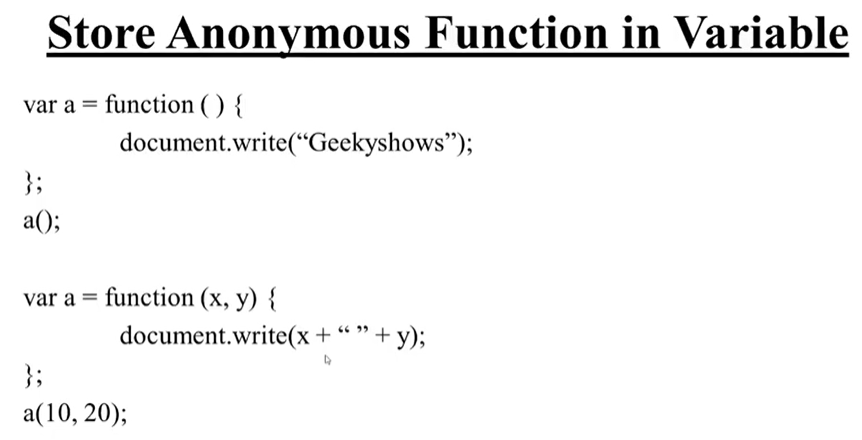 Store Anonymous Function in Variable
var a = function ( ) {
document.write(“Geekyshows”);
};
a();
var a = function (x, y) {
document.write(x + “ ” + y);
};
a(10, 20);